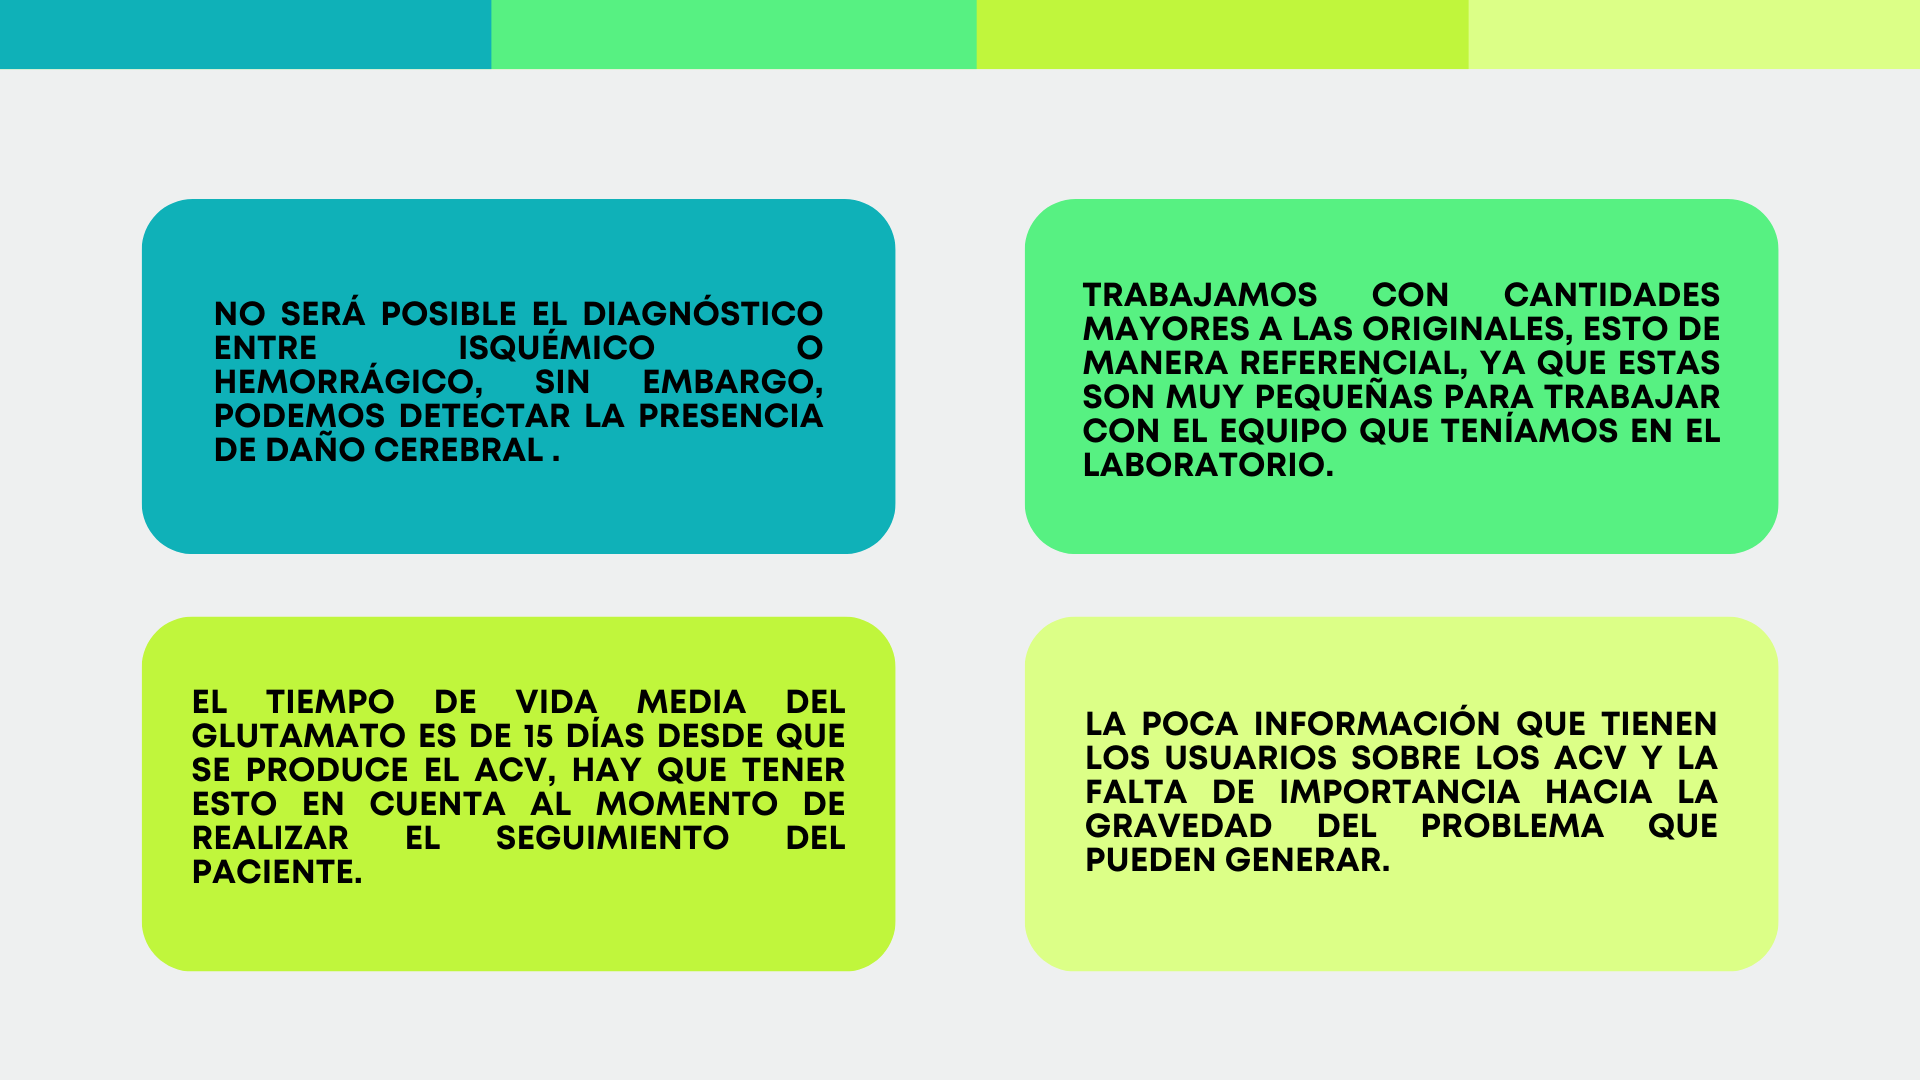 NO SERÁ POSIBLE EL DIAGNÓSTICO
ENTRE ISQUÉMICO O
HEMORRÁGICO, SIN EMBARGO,
PODEMOS DETECTAR LA PRESENCIA
DE DAÑO CEREBRAL .
TRABAJAMOS CON CANTIDADES
MAYORES A LAS ORIGINALES, ESTO DE
MANERA REFERENCIAL, YA QUE ESTAS
SON MUY PEQUEÑAS PARA TRABAJAR
CON EL EQUIPO QUE TENÍAMOS EN EL
LABORATORIO.
EL TIEMPO DE VIDA MEDIA DEL
GLUTAMATO ES DE 15 DÍAS DESDE QUE
SE PRODUCE EL ACV, HAY QUE TENER
ESTO EN CUENTA AL MOMENTO DE
REALIZAR EL SEGUIMIENTO DEL
PACIENTE.
LA POCA INFORMACIÓN QUE TIENEN
LOS USUARIOS SOBRE LOS ACV Y LA
FALTA DE IMPORTANCIA HACIA LA
GRAVEDAD DEL PROBLEMA QUE
PUEDEN GENERAR.